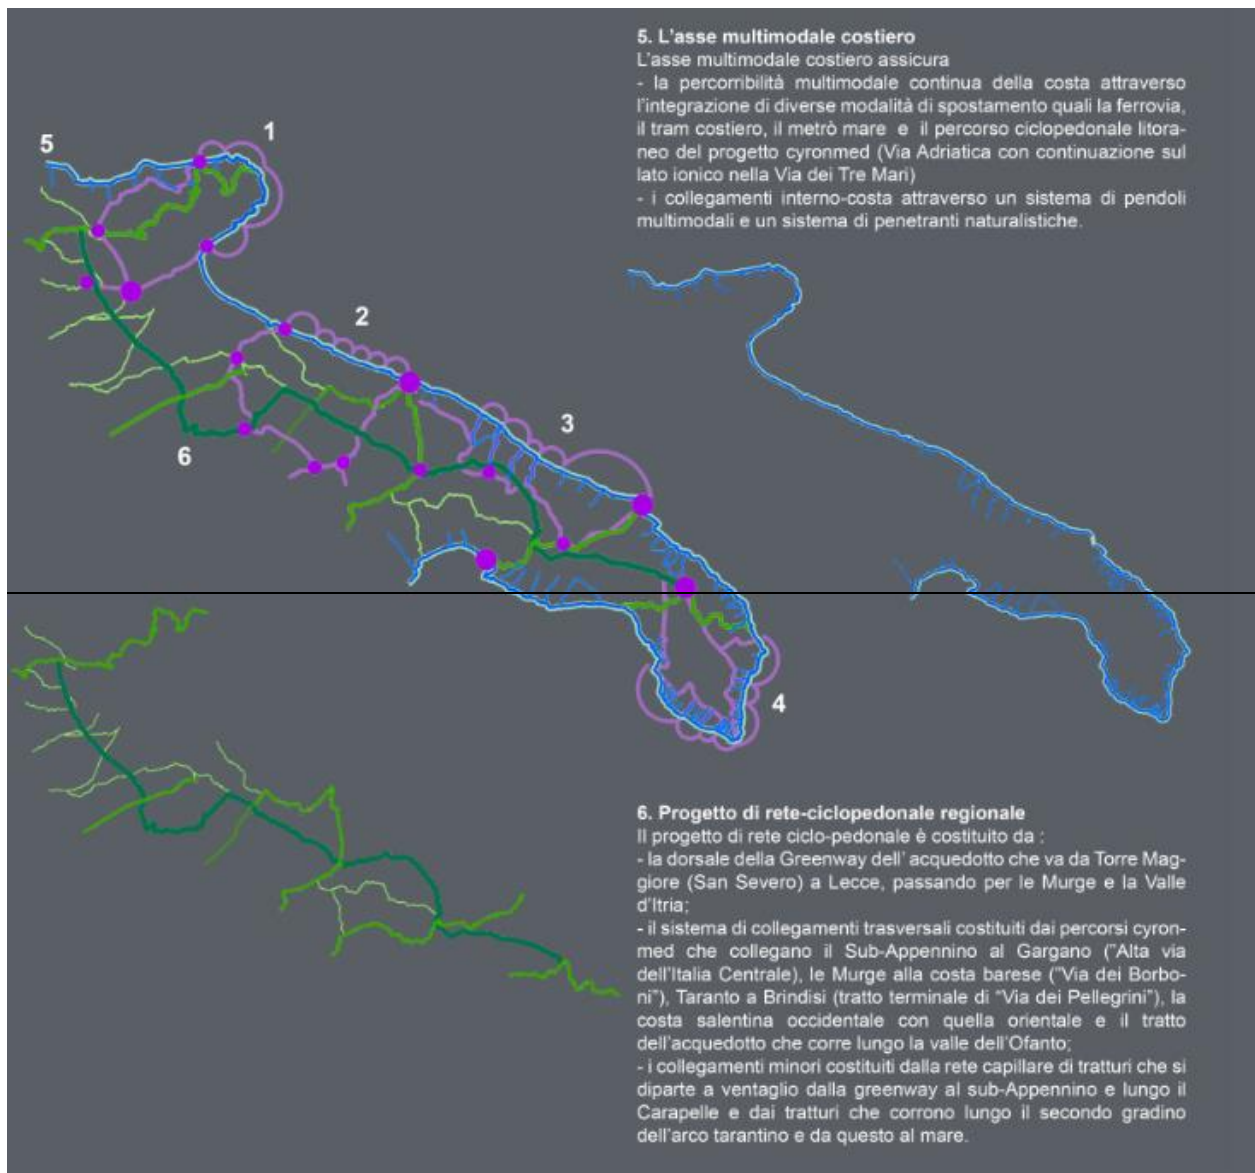 5. L'asse multimodale costiero
L'asse multimodale costiero assicura
- la percorribilità multimodale continua della costa attraverso
l'integrazione di diverse modalità di spostamento quali la ferrovia,
il tram costiero, il metrò mare e il percorso ciclopedonale litora-
neo del progetto cyronmed (Via Adriatica con continuazione sul
lato ionico nella Via dei Tre Mari)
- i collegamenti interno-costa attraverso un sistema di pendoli
multimodali e un sistema di penetranti naturalistiche.
1
5
2
3
6
4
6. Progetto di rete-ciclopedonale regionale
Il progetto di rete ciclo-pedonale è costituito da :
- la dorsale della Greenway dell' acquedotto che va da Torre Mag-
giore (San Severo) a Lecce, passando per le Murge e la Valle
d'Itria;
- il sistema di collegamenti trasversali costituiti dai percorsi cyron-
med che collegano il Sub-Appennino al Gargano ("Alta via
dell'Italia Centrale), le Murge alla costa barese ("Via dei Borbo-
ni"), Taranto a Brindisi (tratto terminale di "Via dei Pellegrini"), la
costa salentina occidentale con quella orientale e il tratto
dell'acquedotto che corre lungo la valle dell'Ofanto;
- i collegamenti minori costituiti dalla rete capillare di tratturi che si
diparte a ventaglio dalla greenway al sub-Appennino e lungo il
Carapelle e dai tratturi che corrono lungo il secondo gradino
dell'arco tarantino e da questo al mare.